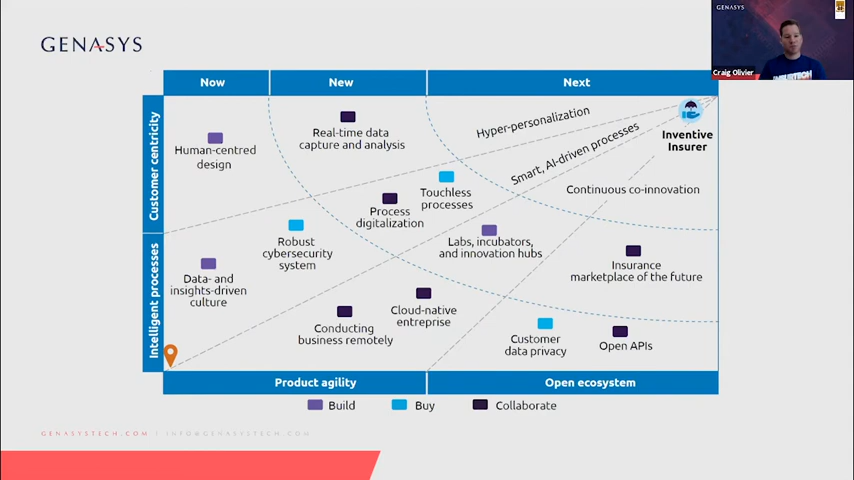 GENASYS
GENASYS
Craig Olivier
Now
New
Next
Customer centricity
Intelligent processes
Human-centred
design
Real-time data
capture and analysis
Hyper-personalization
Smart, AI-driven processes
Inventive
Insurer
Continuous co-innovation
Touchless
processes
Process
digitalization
Robust
cybersecurity
system
Labs, incubators,
and innovation hubs
Insurance
marketplace of the future
Data- and
insights-driven
culture
Conducting
business remotely
Cloud-native
entreprise
Customer
data privacy
Open APIs
Product agility
Open ecosystem
Build
Buy
Collaborate
GENASYSTECH.COM | INFO@GENASYSTECH.COM